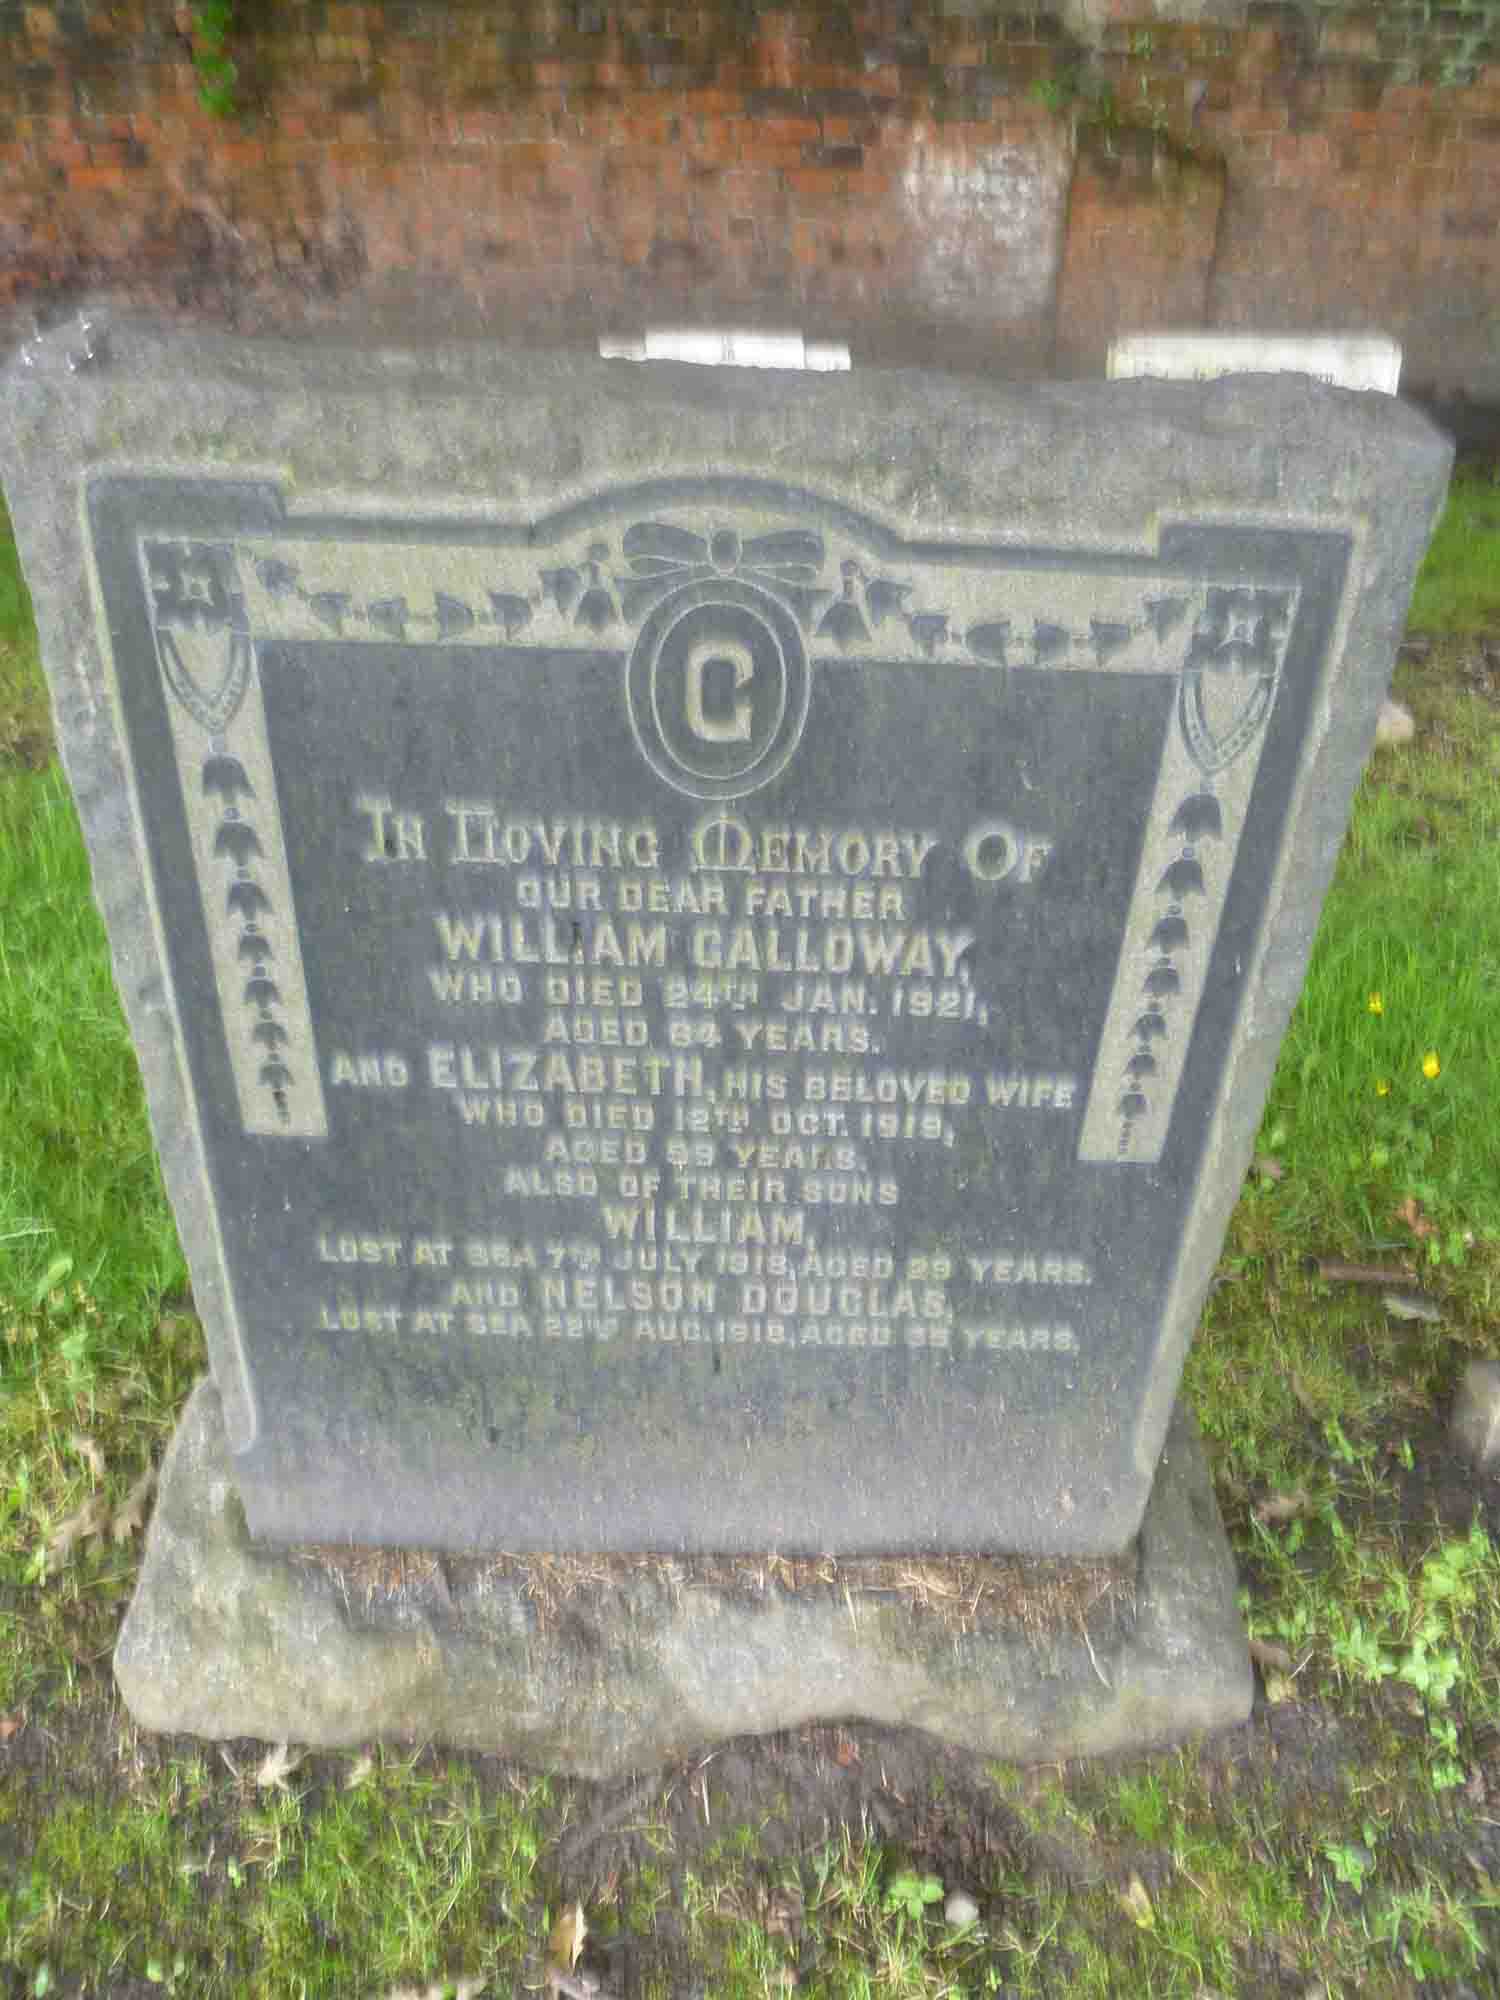 G
IN LOVING MEMORY OF
OUR DEAR FATHER
WILLIAM GALLOWAY,
WHO DIED 24TH JAN. 1921,
AGED 64 YEARS.
AND ELIZABETH, HIS BELOVED WIFE
WHO DIED 12TH OCT. 1919,
AGED 59 YEARS.
ALSO OF THEIR SONS
WILLIAM,
LOST AT SEA 7TH JULY 1918, AGED 29 YEARS.
AND NELSON DOUGLAS,
LOST AT SEA 22ND AUG. 1918, AGED YEARS.